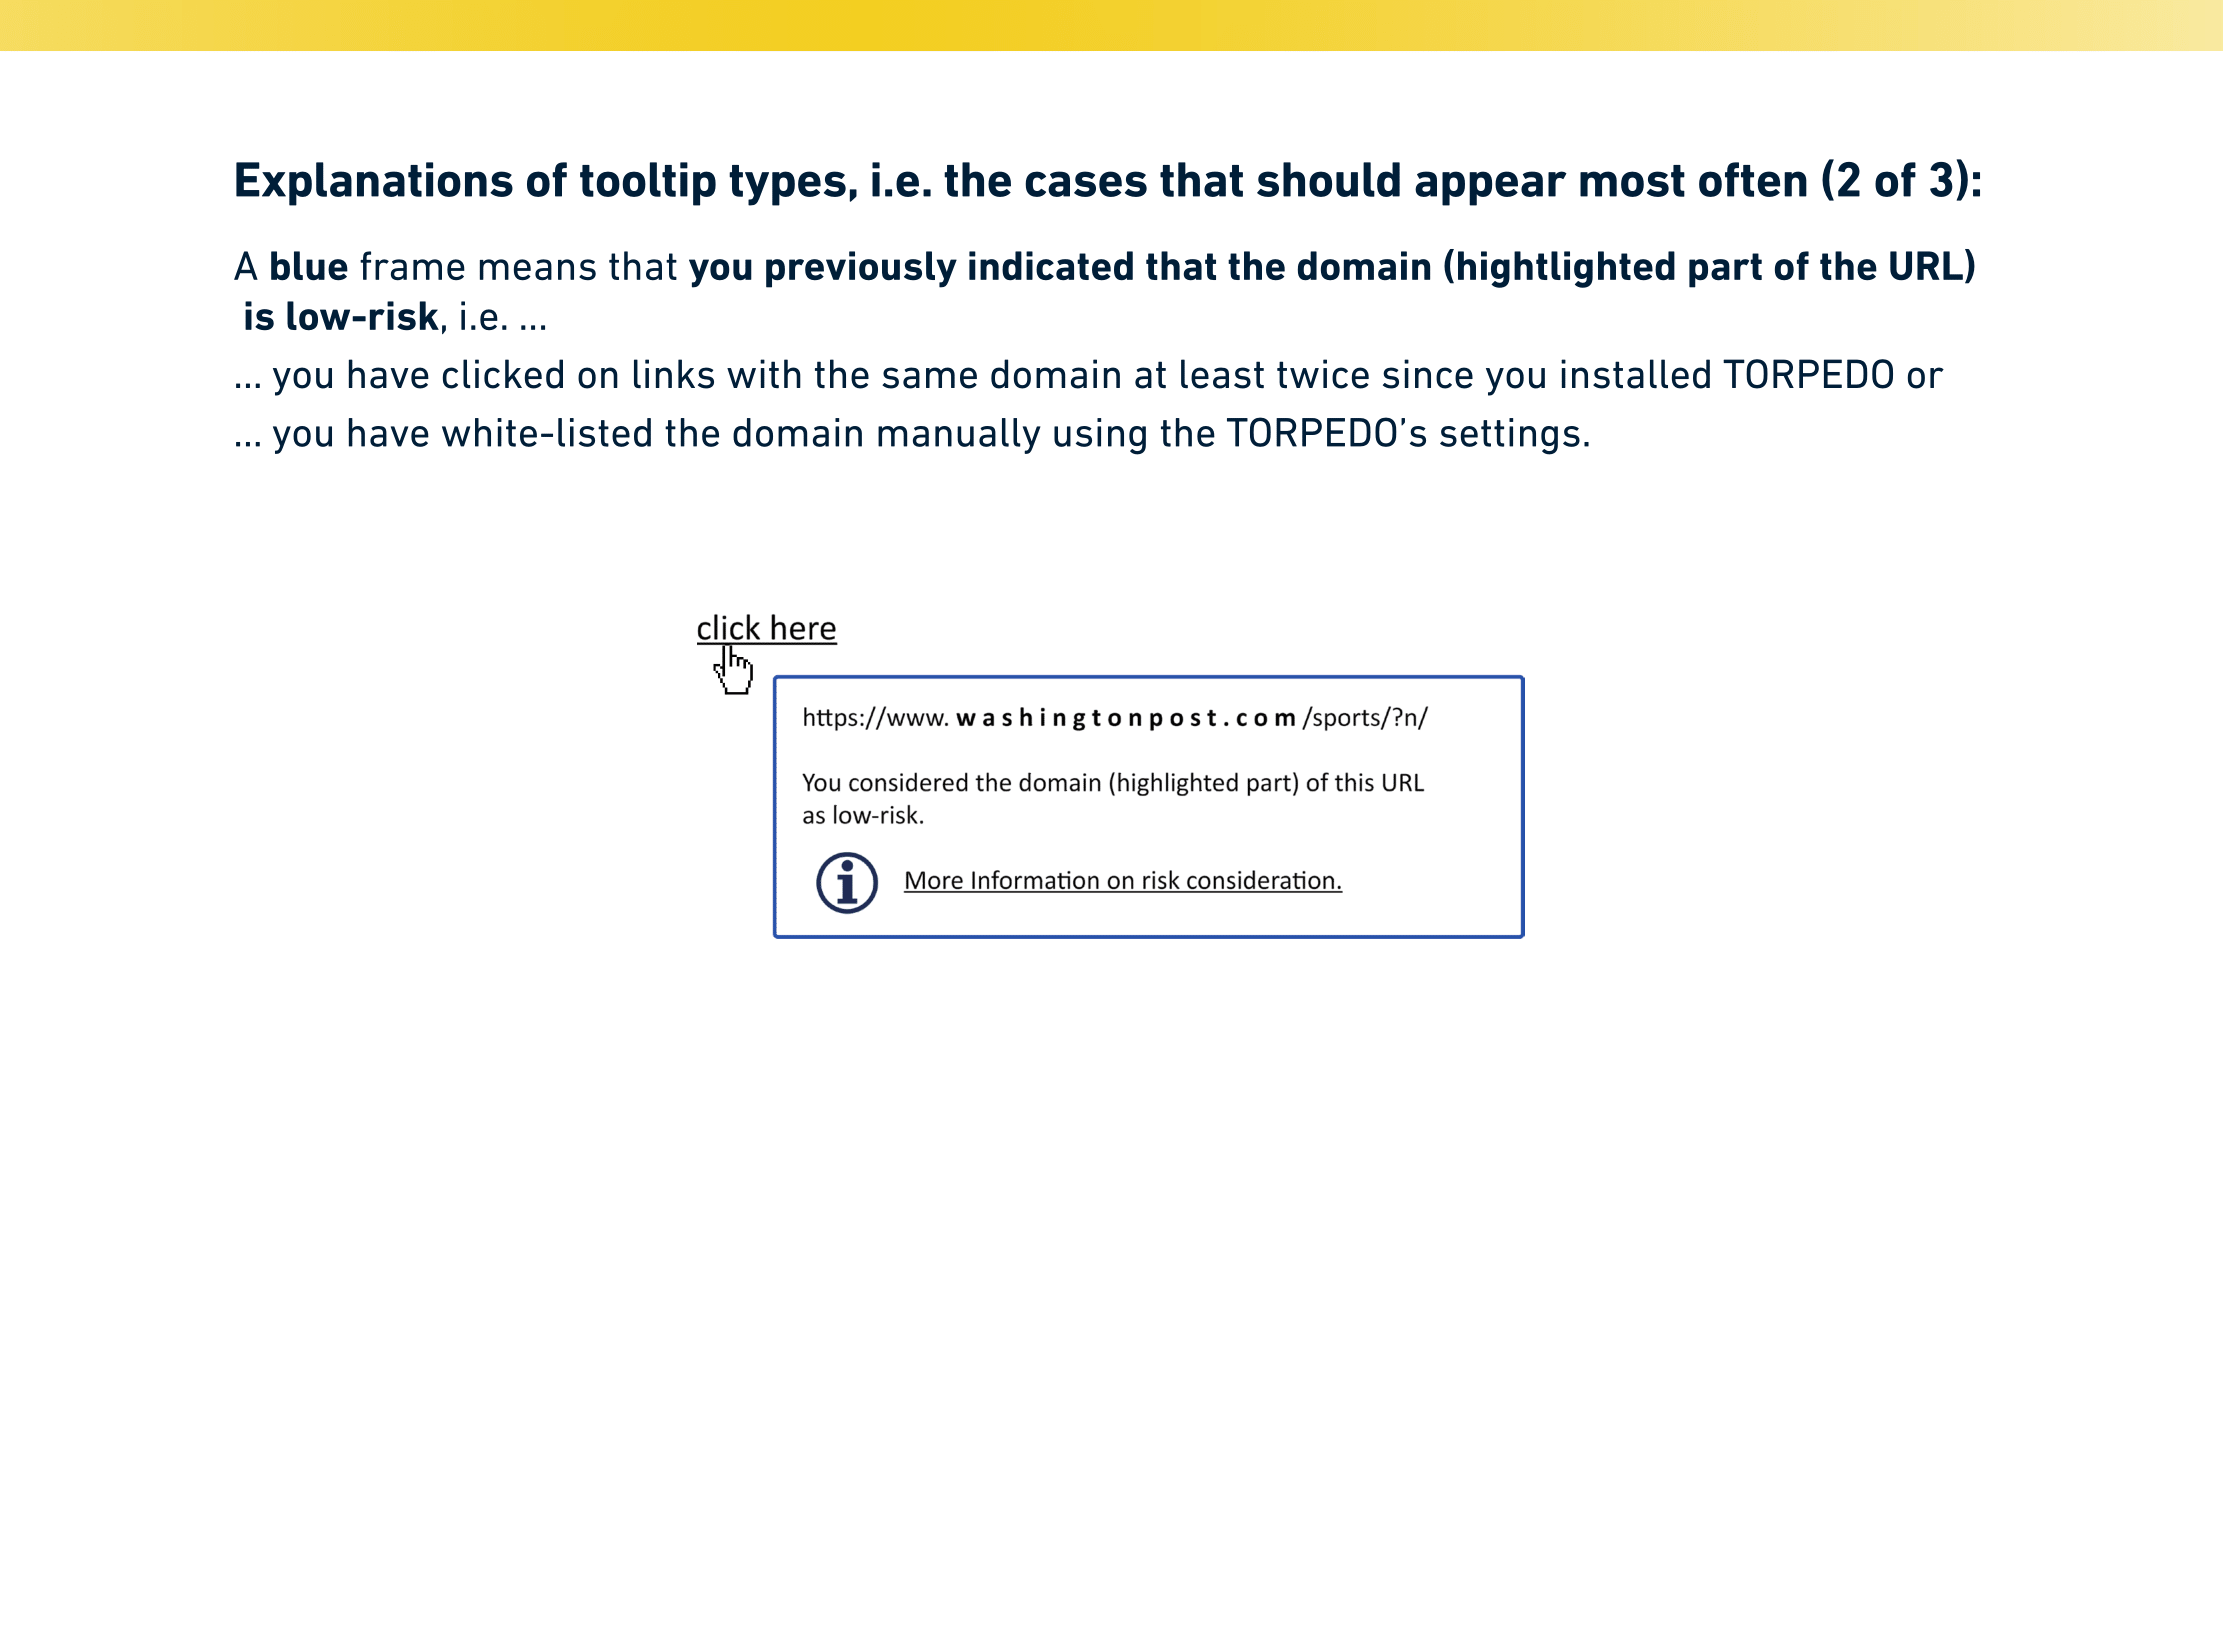 Explanations of tooltip types, i.e. the cases that should appear most often (2 of 3):
A blue frame means that you previously indicated that the domain (hightlighted part of the URL)
is low-risk, i.e. ...
... you have clicked on links with the same domain at least twice since you installed TORPEDO or
... you have white-listed the domain manually using the TORPEDO's settings.
click here
https://www. washingtonpost.com /sports/?n/
You considered the domain (highlighted part) of this URL
as low-risk.
More Information on risk consideration.